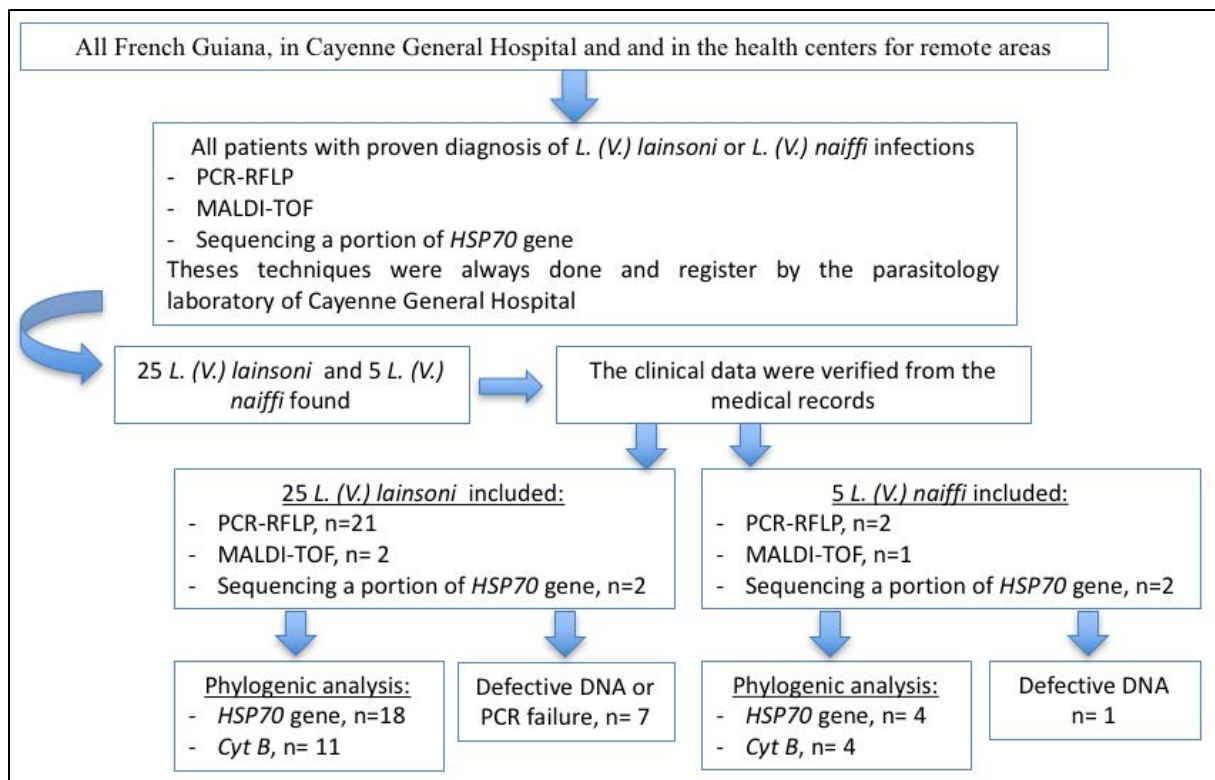 All French Guiana, in Cayenne General Hospital and and in the health centers for remote areas
All patients with proven diagnosis of L. (V.) lainsoni or L. (V.) naiffi infections
- PCR-RFLP
- MALDI-TOF
- Sequencing a portion of HSP70 gene
Theses techniques were always done and register by the parasitology
laboratory of Cayenne General Hospital
25 L. (V.) lainsoni and 5 L. (V.)
naiffi found
The clinical data were verified from the
medical records
25 L. (V.) lainsoni included:
- PCR-RFLP, n=21
- MALDI-TOF, n= 2
- Sequencing a portion of HSP70 gene, n=2
5 L. (V.) naiffi included:
- PCR-RFLP, n=2
- MALDI-TOF, n=1
- Sequencing a portion of HSP70 gene, n=2
Phylogenic analysis:
- HSP70 gene, n=18
- Cyt B, n= 11
Defective DNA or
PCR failure, n= 7
Phylogenic analysis:
- HSP70 gene, n= 4
- Cyt B, n= 4
Defective DNA
n= 1